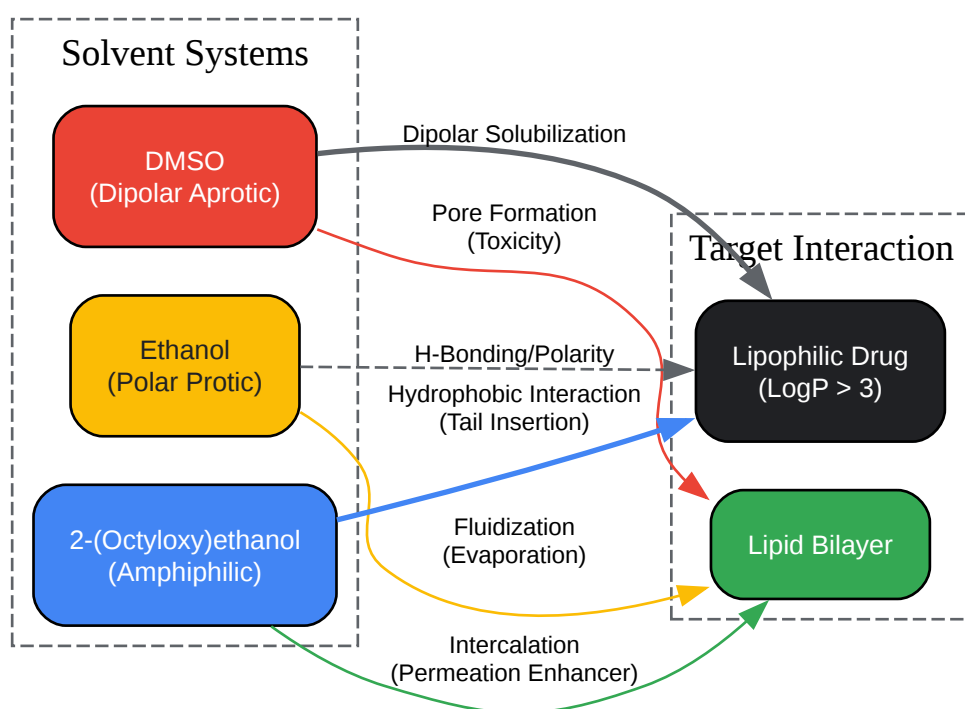 Solvent Systems
DMSO
(Dipolar Aprotic)
Dipolar Solubilization
Pore Formation
(Toxicity)
Target Interaction
Ethanol
(Polar Protic)
H-Bonding/Polarity
Lipophilic Drug
(LogP > 3)
Hydrophobic Interaction
(Tail Insertion)
2-(Octyloxy)ethanol
(Amphiphilic)
Fluidization
(Evaporation)
Lipid Bilayer
Intercalation
(Permeation Enhancer)